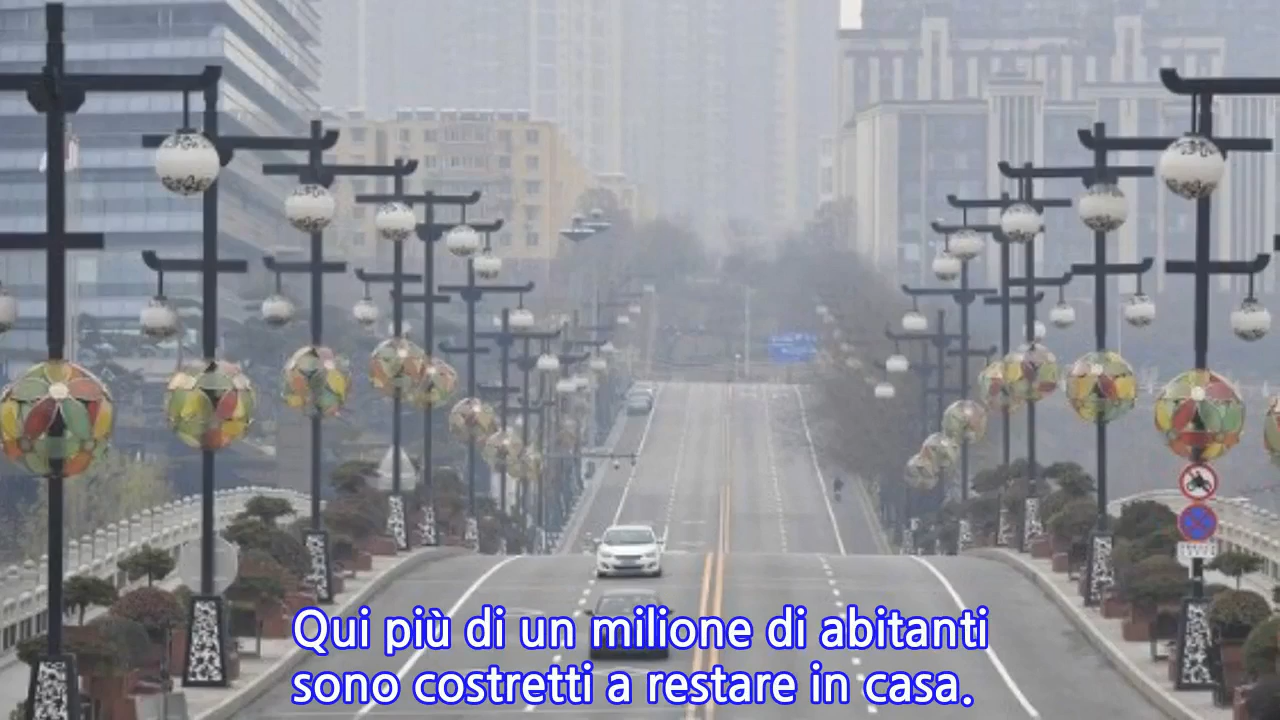 Qui più di un milione di abitanti
sono costretti a restare in casa.